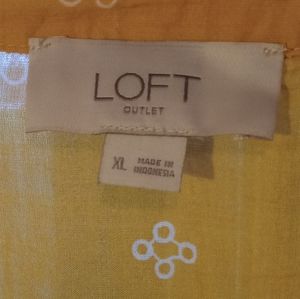 LOFT
OUTLET
XL
MADE IN
INDONESIA